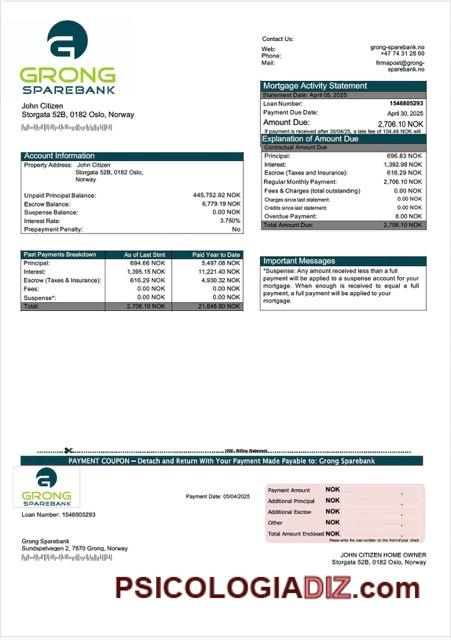 GRONG
SPAREBANK
Contact Us:
Web: grong-sparebank.no
Phone: +47 74 31 28 60
Mail: firmapost@grong-
sparebank.no
John Citizen
Storgata 52B, 0182 Oslo, Norway
Mortgage Activity Statement
Statement Date: April 05, 2025
Loan Number: 1546805293
Payment Due Date: April 30, 2025
Amount Due: 2,706.10 NOK
If payment is received after 30/04/25, a late fee of 104.49 NOK will
Explanation of Amount Due
Contractual Amount Due
Principal: 696.83 NOK
Interest: 1,392.98 NOK
Escrow (Taxes and Insurance): 616.29 NOK
Regular Monthly Payment: 2,706.10 NOK
Fees & Charges (total outstanding) 0.00 NOK
Charges since last statement: 0.00 NOK
Credits since last statement: 0.00 NOK
Overdue Payment: 0.00 NOK
Total Amount Due: 2,706.10 NOK
Account Information
Property Address: John Citizen
Storgata 52B, 0182 Oslo,
Norway
Unpaid Principal Balance: 445,752.92 NOK
Escrow Balance: 6,779.19 NOK
Suspense Balance: 0.00 NOK
Interest Rate: 3.750%
Prepayment Penalty: No
Past Payments Breakdown As of Last Stmt Paid Year to Date
Principal: 694.66 NOK 5,497.08 NOK
Interest: 1,395.15 NOK 11,221.40 NOK
Escrow (Taxes & Insurance): 616.29 NOK 4,930.32 NOK
Fees: 0.00 NOK 0.00 NOK
Suspense*: 0.00 NOK 0.00 NOK
Total: 2,706.10 NOK 21,648.80 NOK
Important Messages
*Suspense: Any amount received less than a full
payment will be applied to a suspense account for your
mortgage. When enough is received to equal a full
payment, a full payment will be applied to your
mortgage.
PAYMENT COUPON – Detach and Return With Your Payment Made Payable to: Grong Sparebank
GRONG
SPAREBANK
Loan Number: 1546805293
Payment Date: 05/04/2025
Payment Amount NOK ,
Additional Principal NOK ,
Additional Escrow NOK ,
Other NOK ,
Total Amount Enclosed NOK ,
Please write the loan number on the front of your check
Grong Sparebank
Sundspetvegen 2, 7870 Grong, Norway
JOHN CITIZEN HOME OWNER
Storgata 52B, 0182 Oslo, Norway
PSICOLOGIADIZ.com